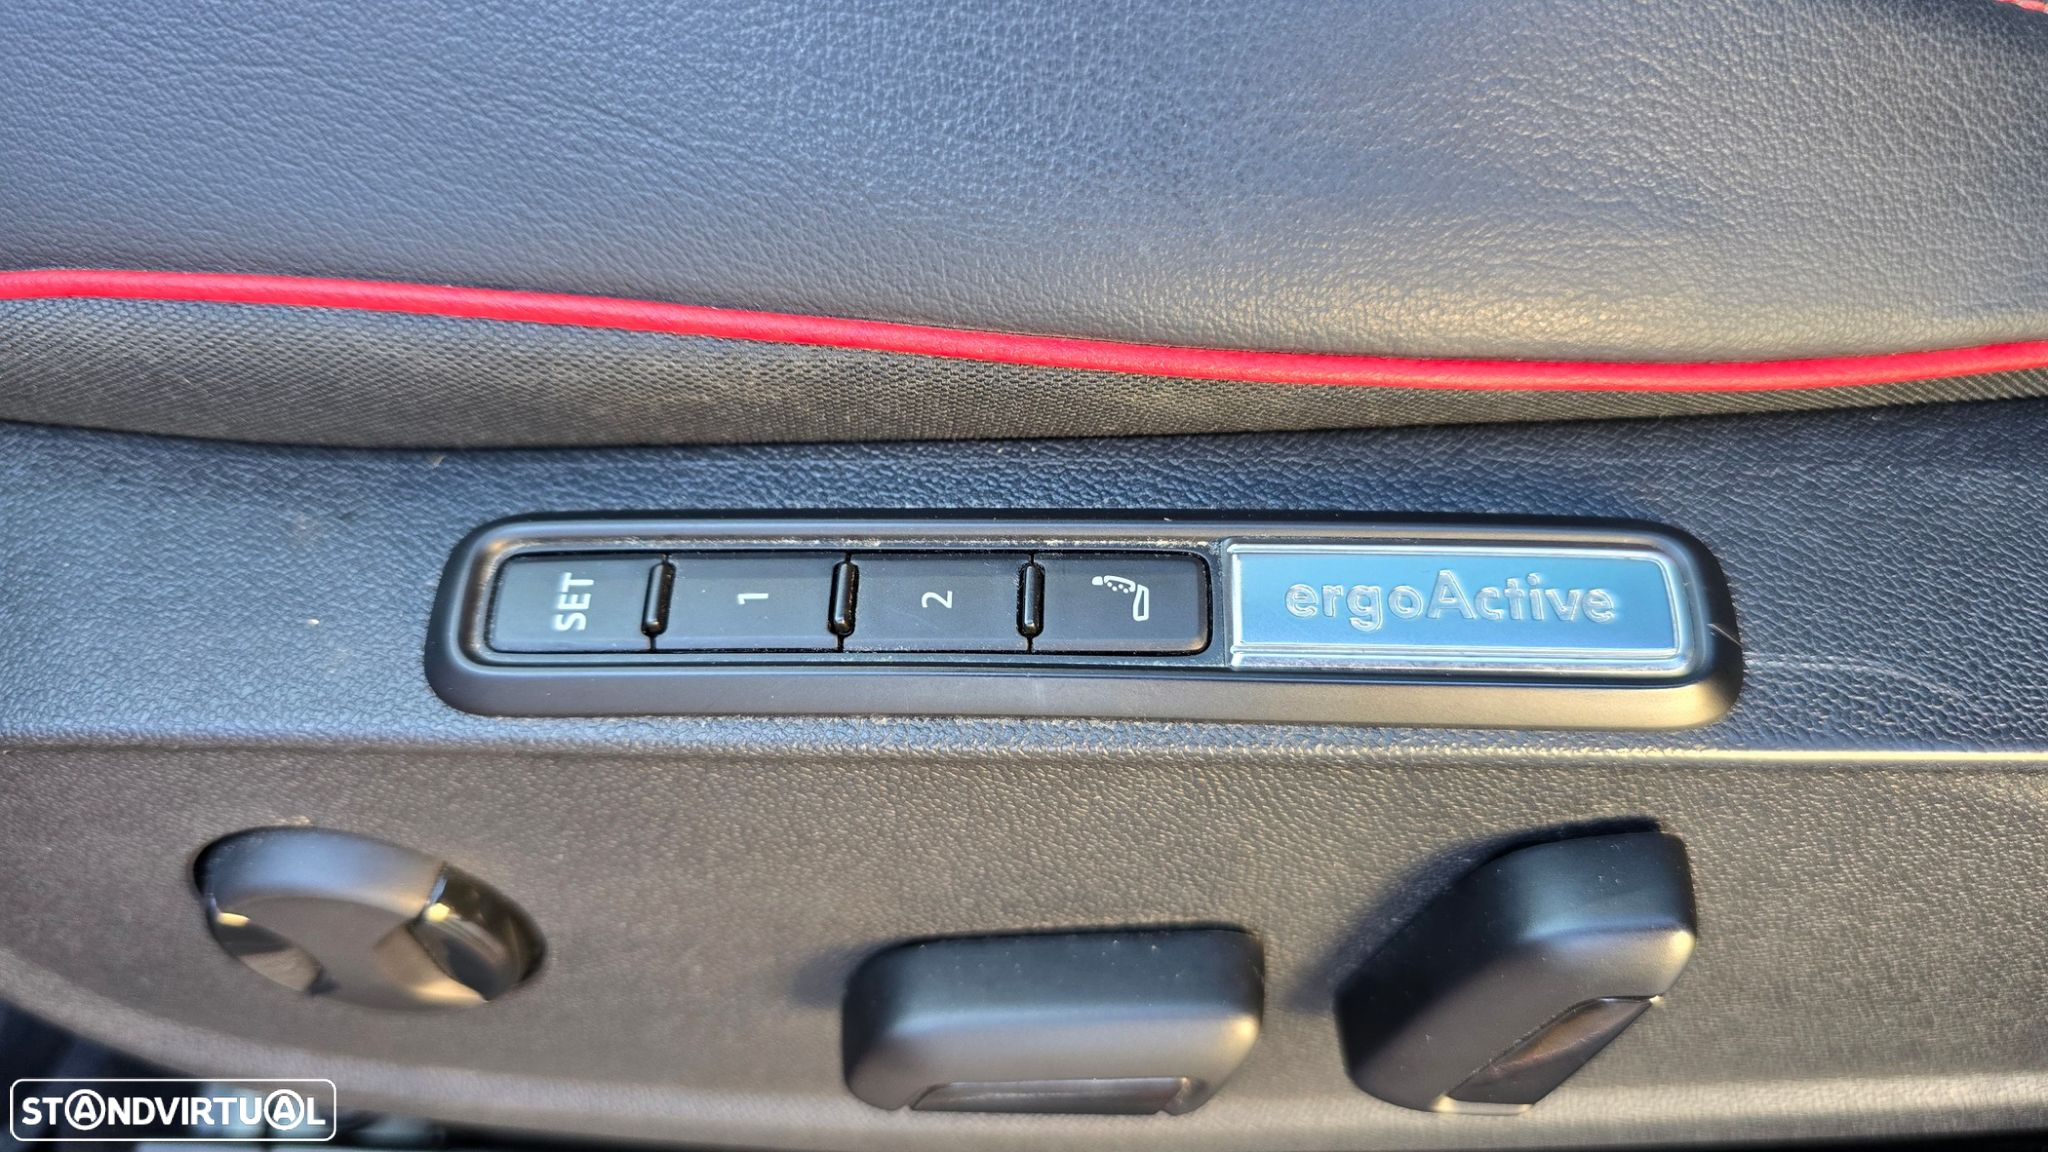 SET 1 2 ergoActive
STANDVIRTUAL